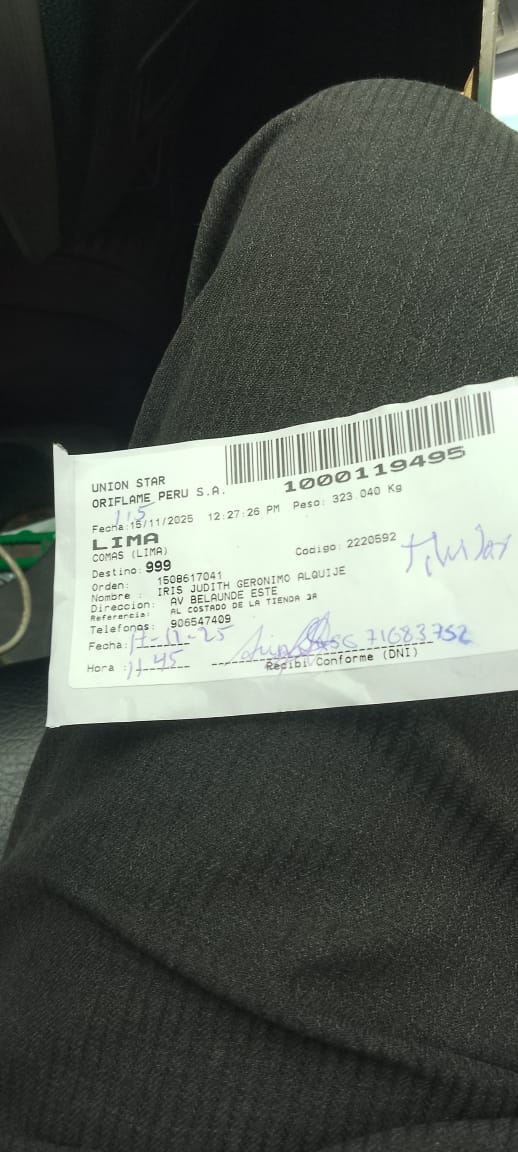 1000119495
UNION STAR
ORIFLAME PERU S.A.
115
Fecha:15/11/2025 12:27:26 PM Peso: 323.040 Kg
LIMA
COMAS (LIMA)
Codigo: 2220592
Destino: 999
Titular
Orden: 1508617041
Nombre : IRIS JUDITH GERONIMO ALQUIJE
Direccion: AV BELAUNDE ESTE
Referencia: AL COSTADO DE LA TIENDA 3A
Telefonos: 906547409
Fecha: 17-11-25
71683752
Hora : 11:45
Recibi Conforme (DNI)